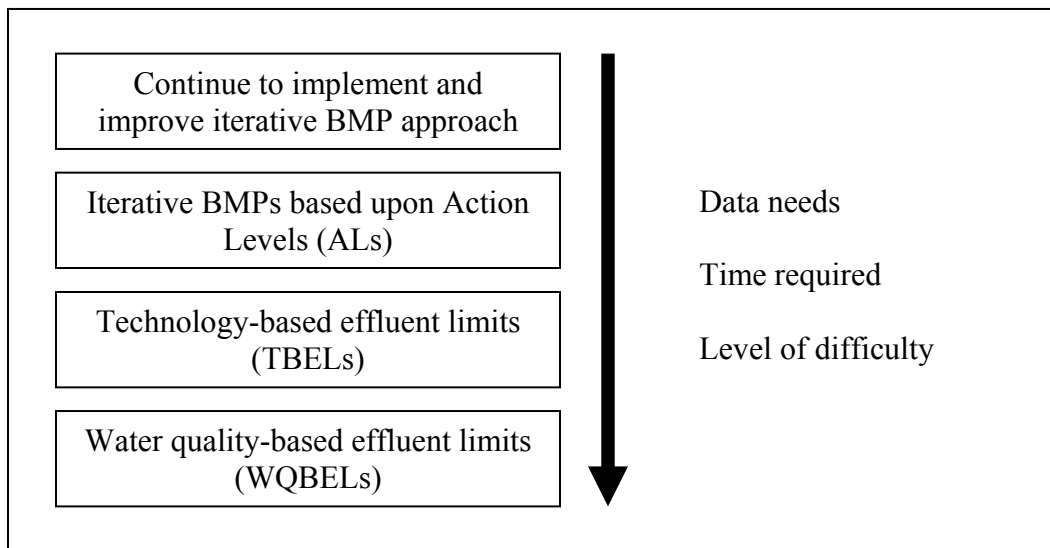 Continue to implement and
improve iterative BMP approach
Iterative BMPs based upon Action
Levels (ALs)
Technology-based effluent limits
(TBELs)
Water quality-based effluent limits
(WQBELs)
Data needs
Time required
Level of difficulty